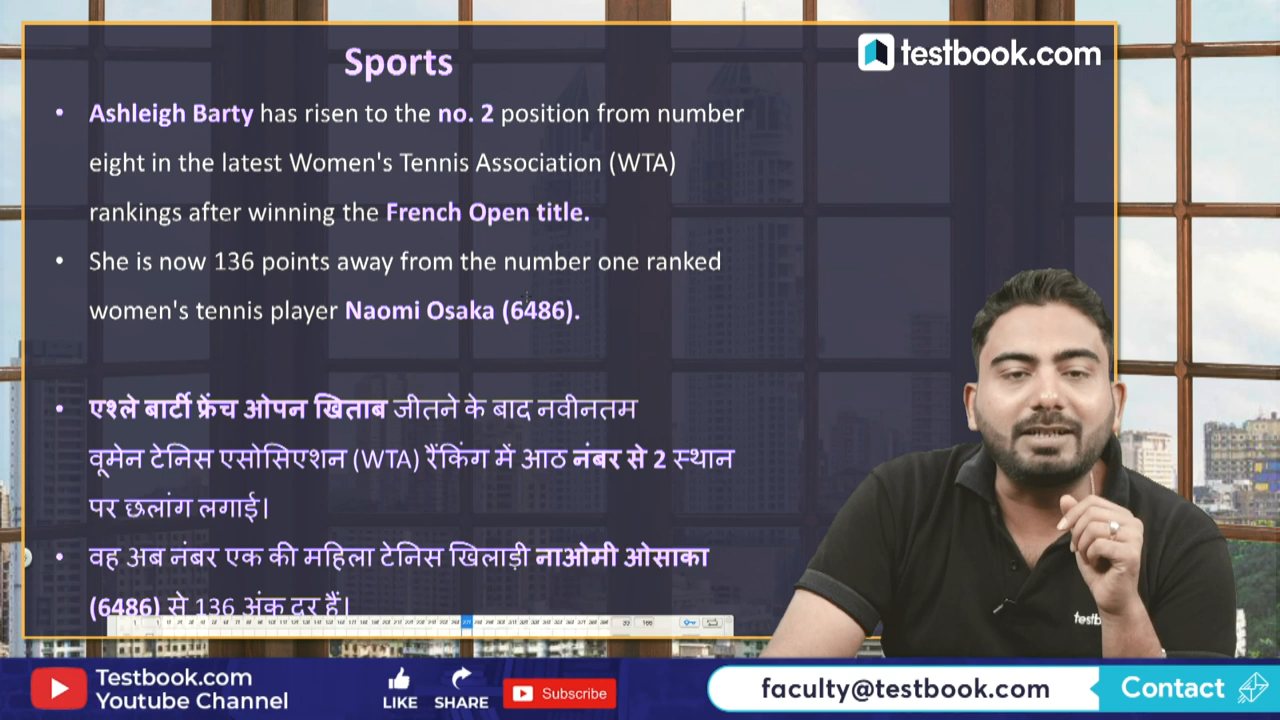 Sports
testbook.com
• Ashleigh Barty has risen to the no. 2 position from number
eight in the latest Women's Tennis Association (WTA)
rankings after winning the French Open title.
• She is now 136 points away from the number one ranked
women's tennis player Naomi Osaka (6486).
• एश्ले बार्टी फ्रेंच ओपन खिताब जीतने के बाद नवीनतम
वूमेन टेनिस एसोसिएशन (WTA) रैंकिंग में आठ नंबर से 2 स्थान
पर छलांग लगाई।
• वह अब नंबर एक की महिला टेनिस खिलाड़ी नाओमी ओसाका
(6486) से 136 अंक दूर हैं।
testb
Testbook.com
Youtube Channel
LIKE
SHARE
Subscribe
faculty@testbook.com
Contact